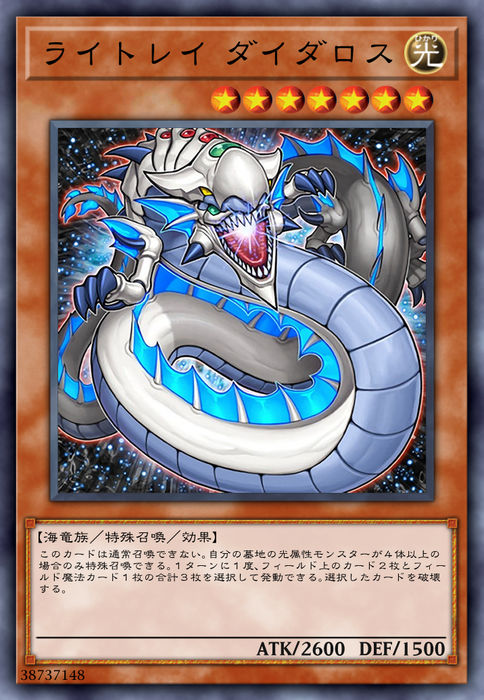 ライトレイ ダイダロス
ひかり
光
【海竜族／特殊召喚／効果】
このカードは通常召喚できない。自分の墓地の光属性モンスターが４体以上の
場合のみ特殊召喚できる。１ターンに１度、フィールド上のカード２枚とフィー
ルド魔法カード１枚の合計３枚を選択して発動できる。選択したカードを破壊
する。
ATK/2600 DEF/1500
38737148